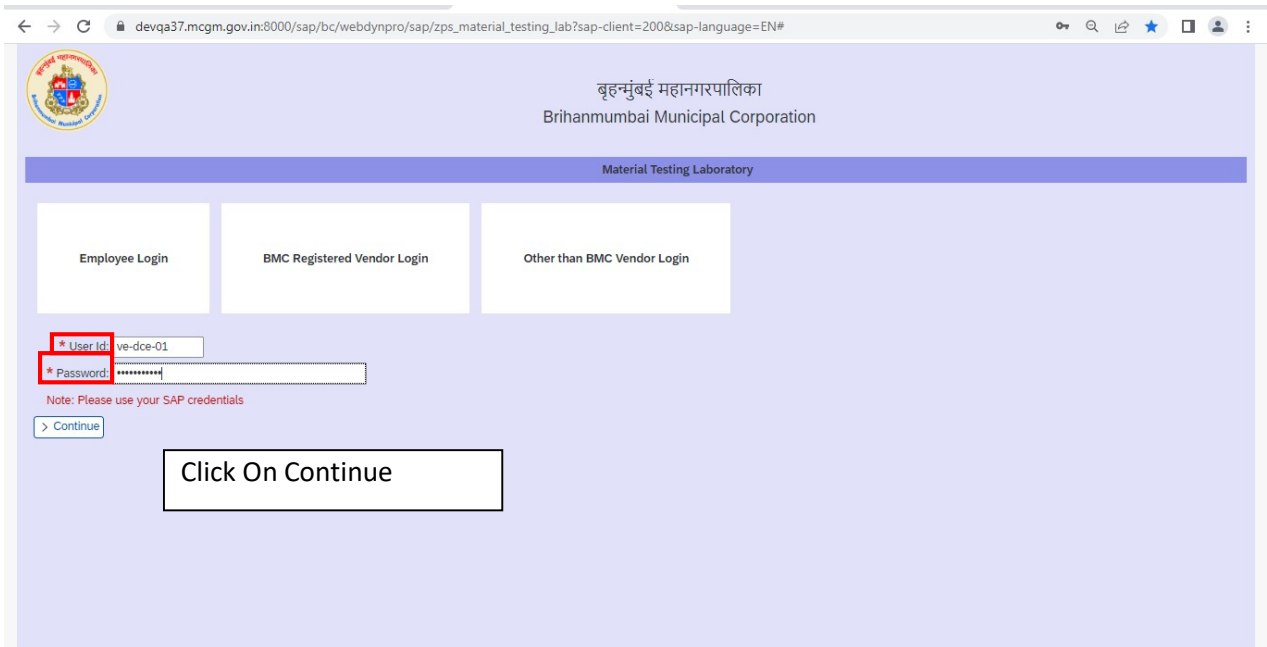 devqa37.mcgm.gov.in:8000/sap/bc/webdynpro/sap/zps_material_testing_lab?sap-client=200&sap-language=EN#
बृहन्मुंबई महानगरपालिका
Brihanmumbai Municipal Corporation
Material Testing Laboratory
Employee Login
BMC Registered Vendor Login
Other than BMC Vendor Login
* User Id: ve-dce-01
* Password: •••••••••••
Note: Please use your SAP credentials
> Continue
Click On Continue